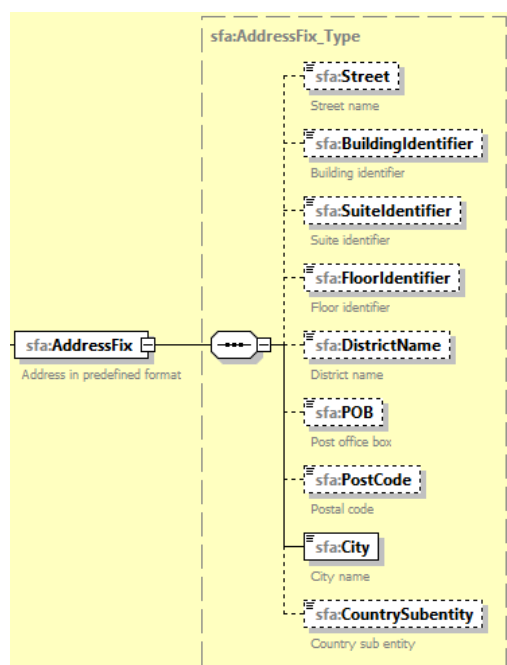 sfa:AddressFix_Type
sfa:Street
Street name
sfa:BuildingIdentifier
Building identifier
sfa:SuiteIdentifier
Suite identifier
sfa:FloorIdentifier
Floor identifier
sfa:AddressFix
Address in predefined format
sfa:DistrictName
District name
sfa:POB
Post office box
sfa:PostCode
Postal code
sfa:City
City name
sfa:CountrySubentity
Country sub entity